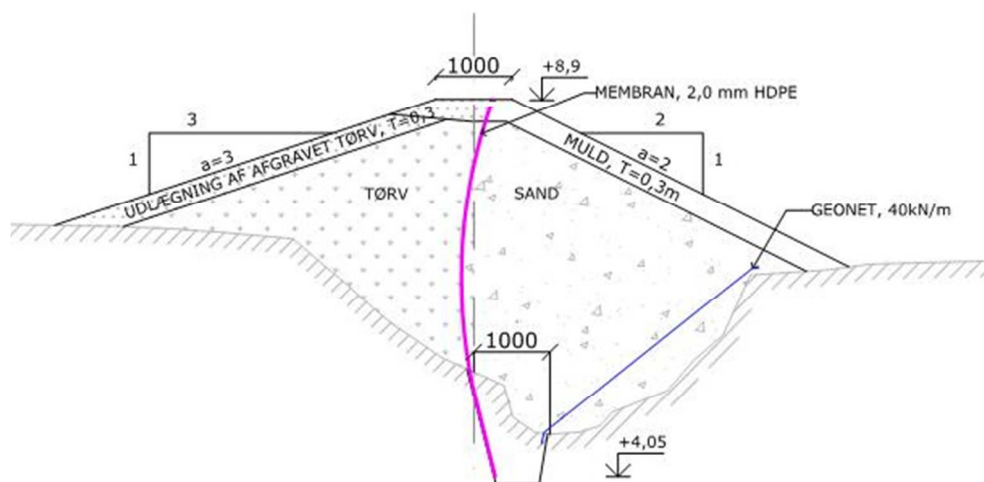 1000
+8,9
MEMBRAN, 2,0 mm HDPE
3
2
1
a=3
UDLÆGNING AF AFGRAVET TØRV, T=0,3
a=2
MULD, T=0,3m
1
TØRV
SAND
GEONET, 40kN/m
1000
+4,05